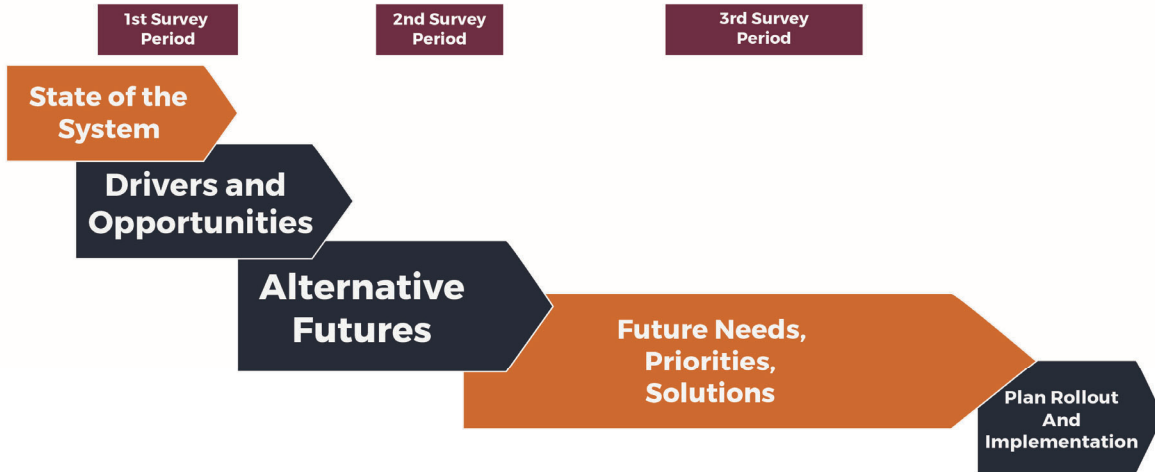 1st Survey
Period
2nd Survey
Period
3rd Survey
Period
State of the
System
Drivers and
Opportunities
Alternative
Futures
Future Needs,
Priorities,
Solutions
Plan Rollout
And
Implementation